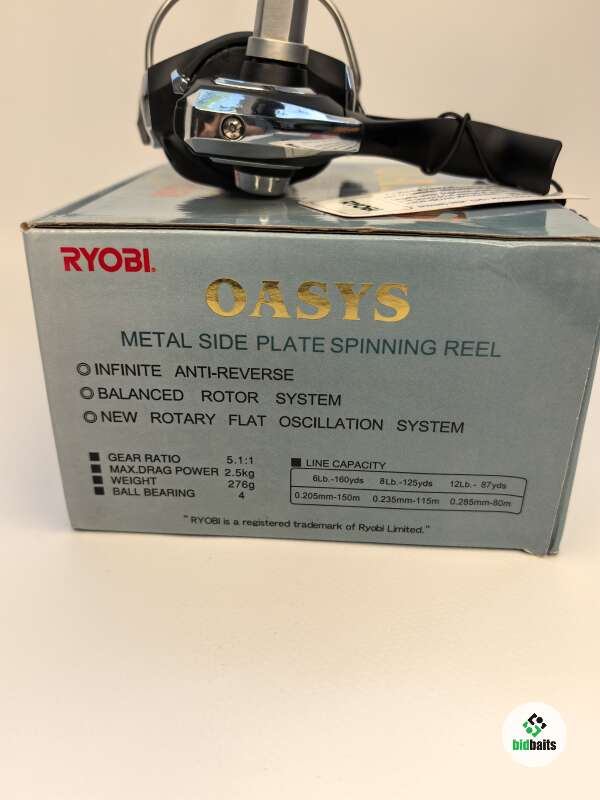 RYOBI
RYOBI.
OASYS
METAL SIDE PLATE SPINNING REEL
◎ INFINITE ANTI-REVERSE
◎ BALANCED ROTOR SYSTEM
◎ NEW ROTARY FLAT OSCILLATION SYSTEM
■ GEAR RATIO 5.1:1
■ MAX.DRAG POWER 2.5kg
■ WEIGHT 276g
■ BALL BEARING 4
■ LINE CAPACITY
6Lb.-160yds 8Lb.-125yds 12Lb.- 87yds
0.205mm-150m 0.235mm-115m 0.285mm-80m
"RYOBI is a registered trademark of Ryobi Limited."
bidbaits